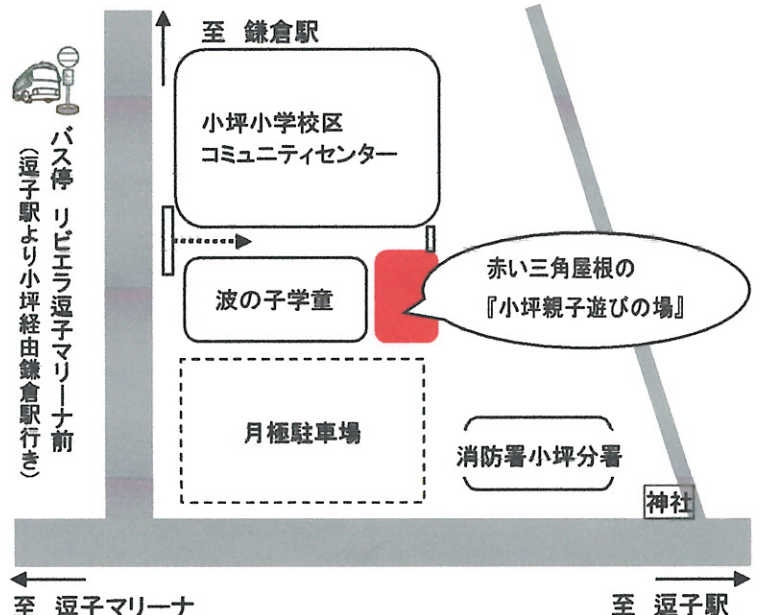 至 鎌倉駅
小坪小学校区
コミュニティセンター
バス停 リビエラ逗子マリーナ前
(逗子駅より小坪経由鎌倉駅行き)
赤い三角屋根の
『小坪親子遊びの場』
波の子学童
月極駐車場
消防署小坪分署
神社
至 逗子マリーナ
至 逗子駅